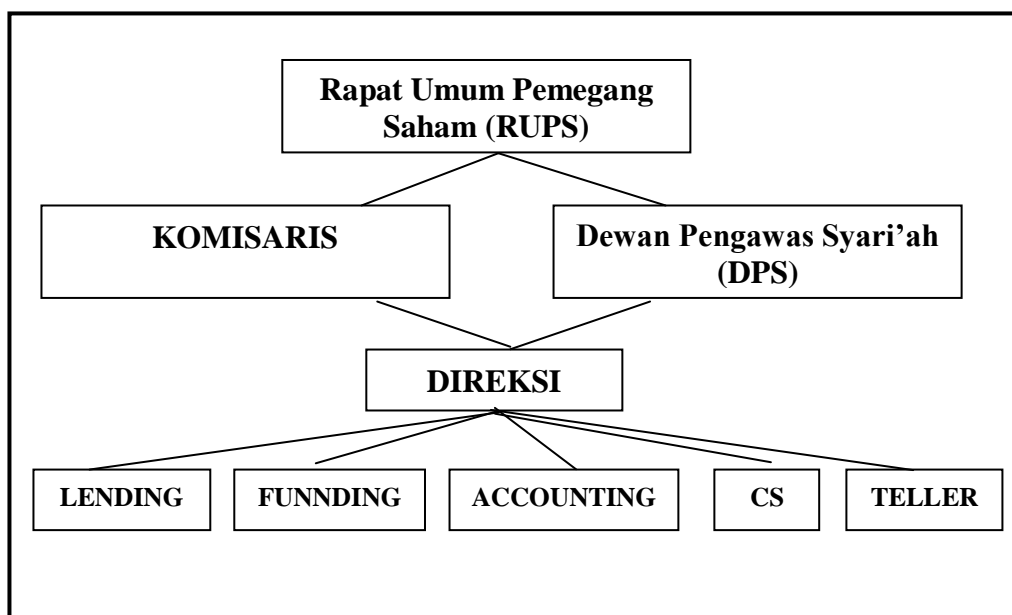 Rapat Umum Pemegang
Saham (RUPS)
KOMISARIS
Dewan Pengawas Syari’ah
(DPS)
DIREKSI
LENDING
FUNNDING
ACCOUNTING
CS
TELLER